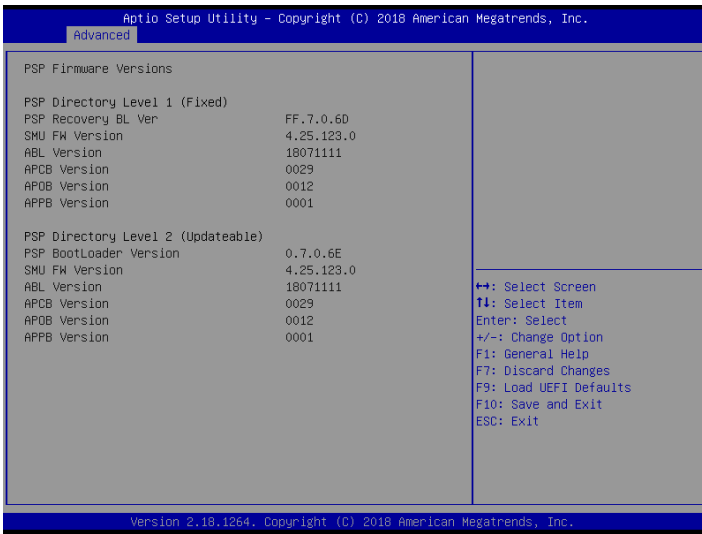 Aptio Setup Utility – Copyright (C) 2018 American Megatrends, Inc.
Advanced
PSP Firmware Versions
PSP Directory Level 1 (Fixed)
PSP Recovery BL Ver FF.7.0.6D
SMU FW Version 4.25.123.0
ABL Version 18071111
APCB Version 0029
APOB Version 0012
APPB Version 0001
PSP Directory Level 2 (Updateable)
PSP BootLoader Version 0.7.0.6E
SMU FW Version 4.25.123.0
ABL Version 18071111
APCB Version 0029
APOB Version 0012
APPB Version 0001
↔: Select Screen
↑↓: Select Item
Enter: Select
+/-: Change Option
F1: General Help
F7: Discard Changes
F9: Load UEFI Defaults
F10: Save and Exit
ESC: Exit
Version 2.18.1264. Copyright (C) 2018 American Megatrends, Inc.